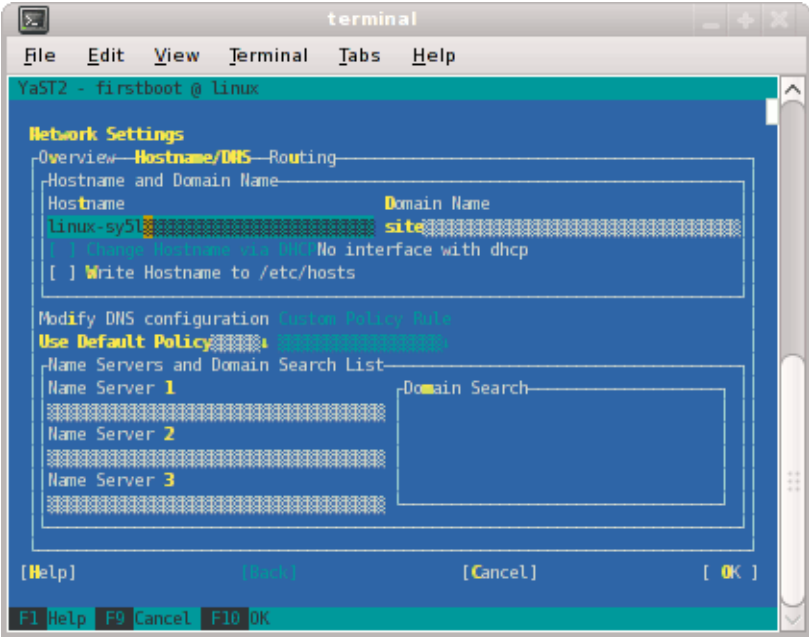 terminal
File Edit View Terminal Tabs Help
YaST2 - firstboot @ linux
Network Settings
Overview Hostname/DNS Routing
Hostname and Domain Name
Hostname Domain Name
linux-sy5l site
[ ] Change Hostname via DHCPNo interface with dhcp
[ ] Write Hostname to /etc/hosts
Modify DNS configuration Custom Policy Rule
Use Default Policy↓ ↓
Name Servers and Domain Search List
Name Server 1 Domain Search
Name Server 2
Name Server 3
[Help] [Back] [Cancel] [ OK ]
F1 Help F9 Cancel F10 OK